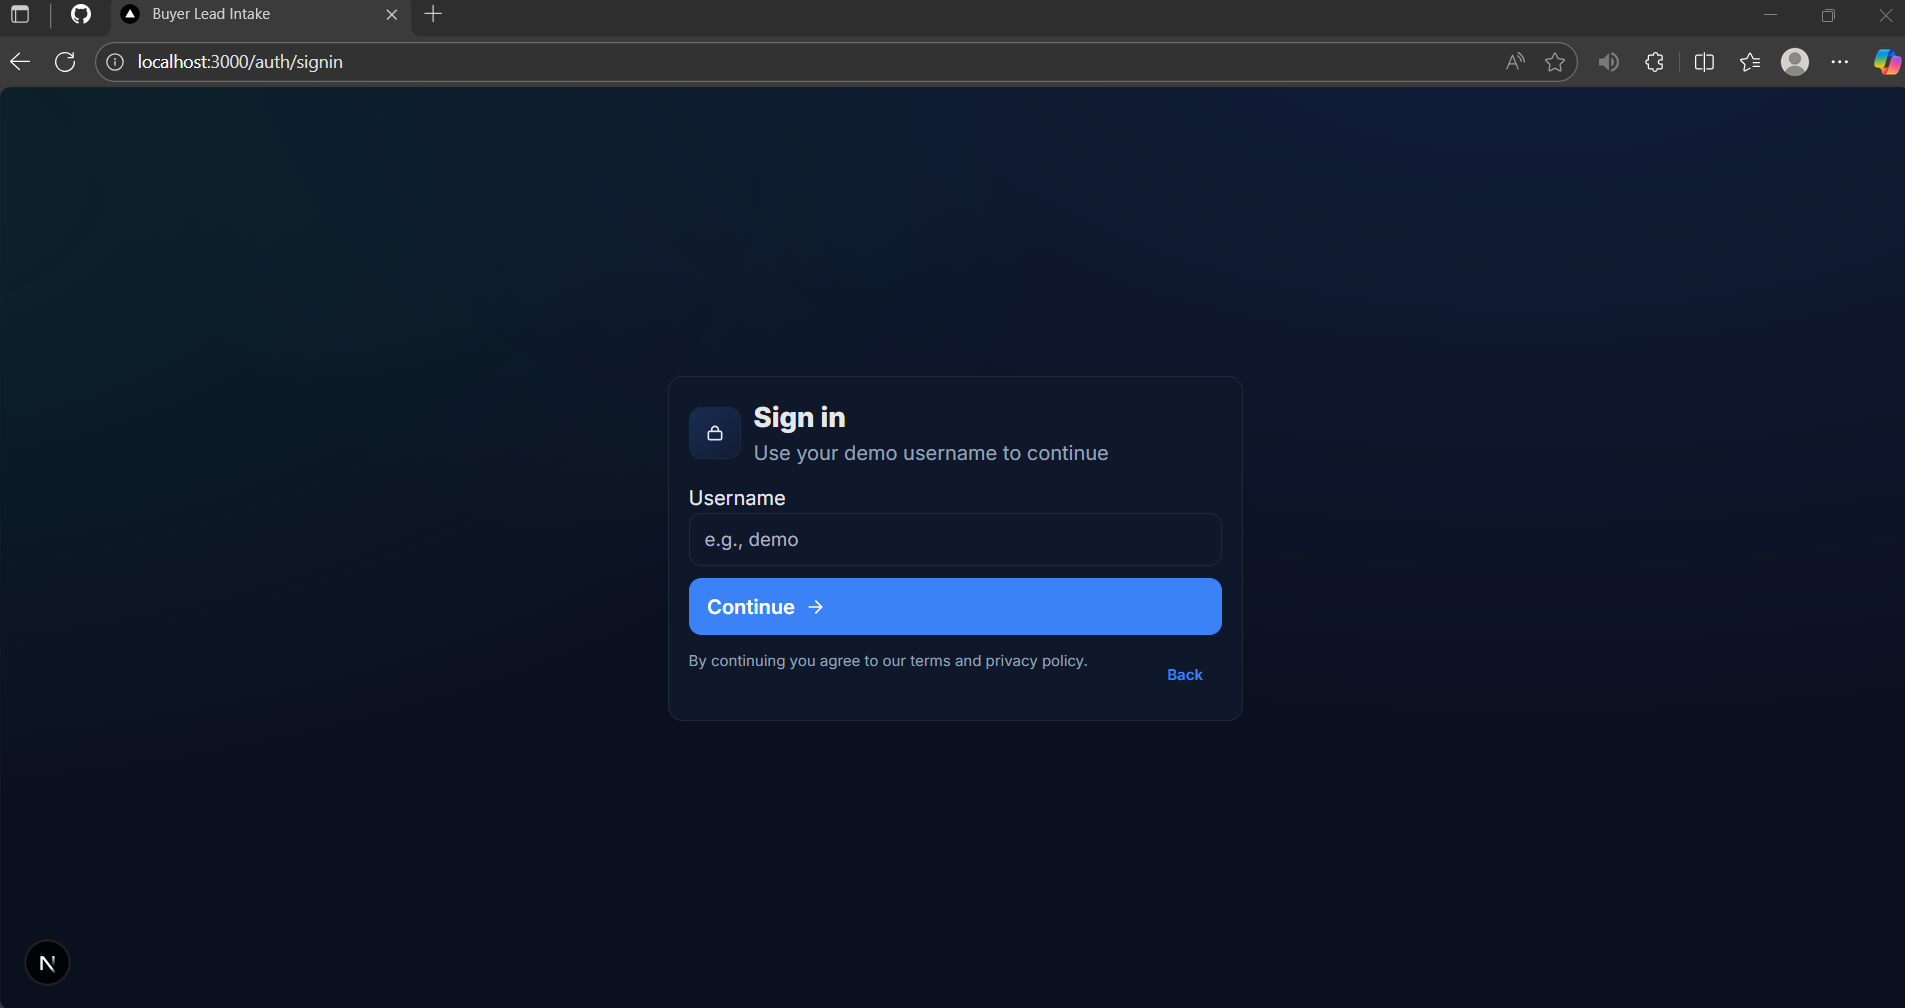 Buyer Lead Intake
localhost:3000/auth/signin
Sign in
Use your demo username to continue
Username
e.g., demo
Continue →
By continuing you agree to our terms and privacy policy.
Back
N